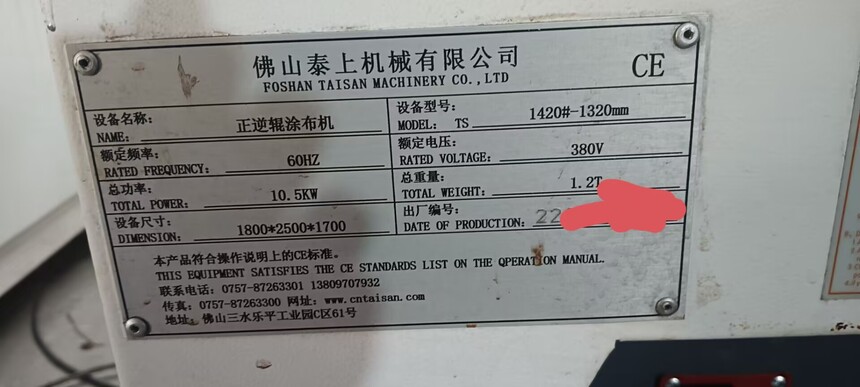 佛山泰上机械有限公司
CE
FOSHAN TAISAN MACHINERY CO.,LTD
设备名称:
NAME:
正逆辊涂布机
设备型号:
MODEL: TS
1420#-1320mm
额定频率:
RATED FREQUENCY:
60HZ
额定电压:
RATED VOLTAGE:
380V
总功率:
TOTAL POWER:
10.5KW
总重量:
TOTAL WEIGHT:
1.2T
设备尺寸:
DIMENSION:
1800*2500*1700
出厂编号:
DATE OF PRODUCTION:
22
本产品符合操作说明上的CE标准。
THIS EQUIPMENT SATISFIES THE CE STANDARDS LIST ON THE QPERATION MANUAL.
联系电话: 0757-87263301 13809707932
传真: 0757-87263300 网址: www.cntaisan.com
地址: 佛山三水乐平工业园C区61号